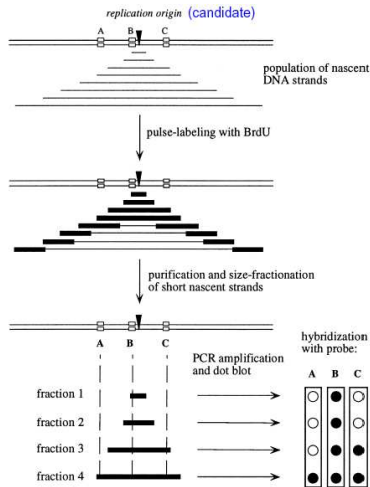 replication origin (candidate)
A B C
population of nascent
DNA strands
pulse-labeling with BrdU
purification and size-fractionation
of short nascent strands
A B C
PCR amplification
and dot blot
hybridization
with probe:
A B C
fraction 1
fraction 2
fraction 3
fraction 4